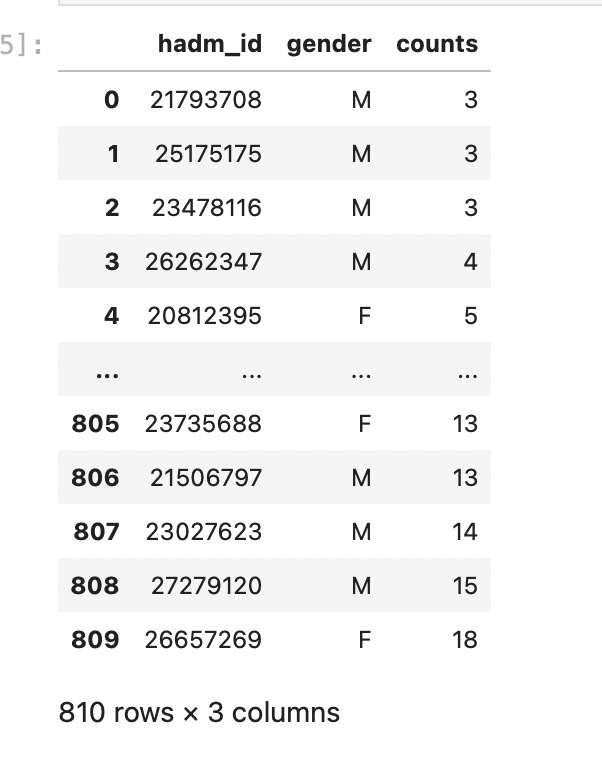 5]:
hadm_id gender counts
0 21793708 M 3
1 25175175 M 3
2 23478116 M 3
3 26262347 M 4
4 20812395 F 5
... ... ... ...
805 23735688 F 13
806 21506797 M 13
807 23027623 M 14
808 27279120 M 15
809 26657269 F 18
810 rows × 3 columns